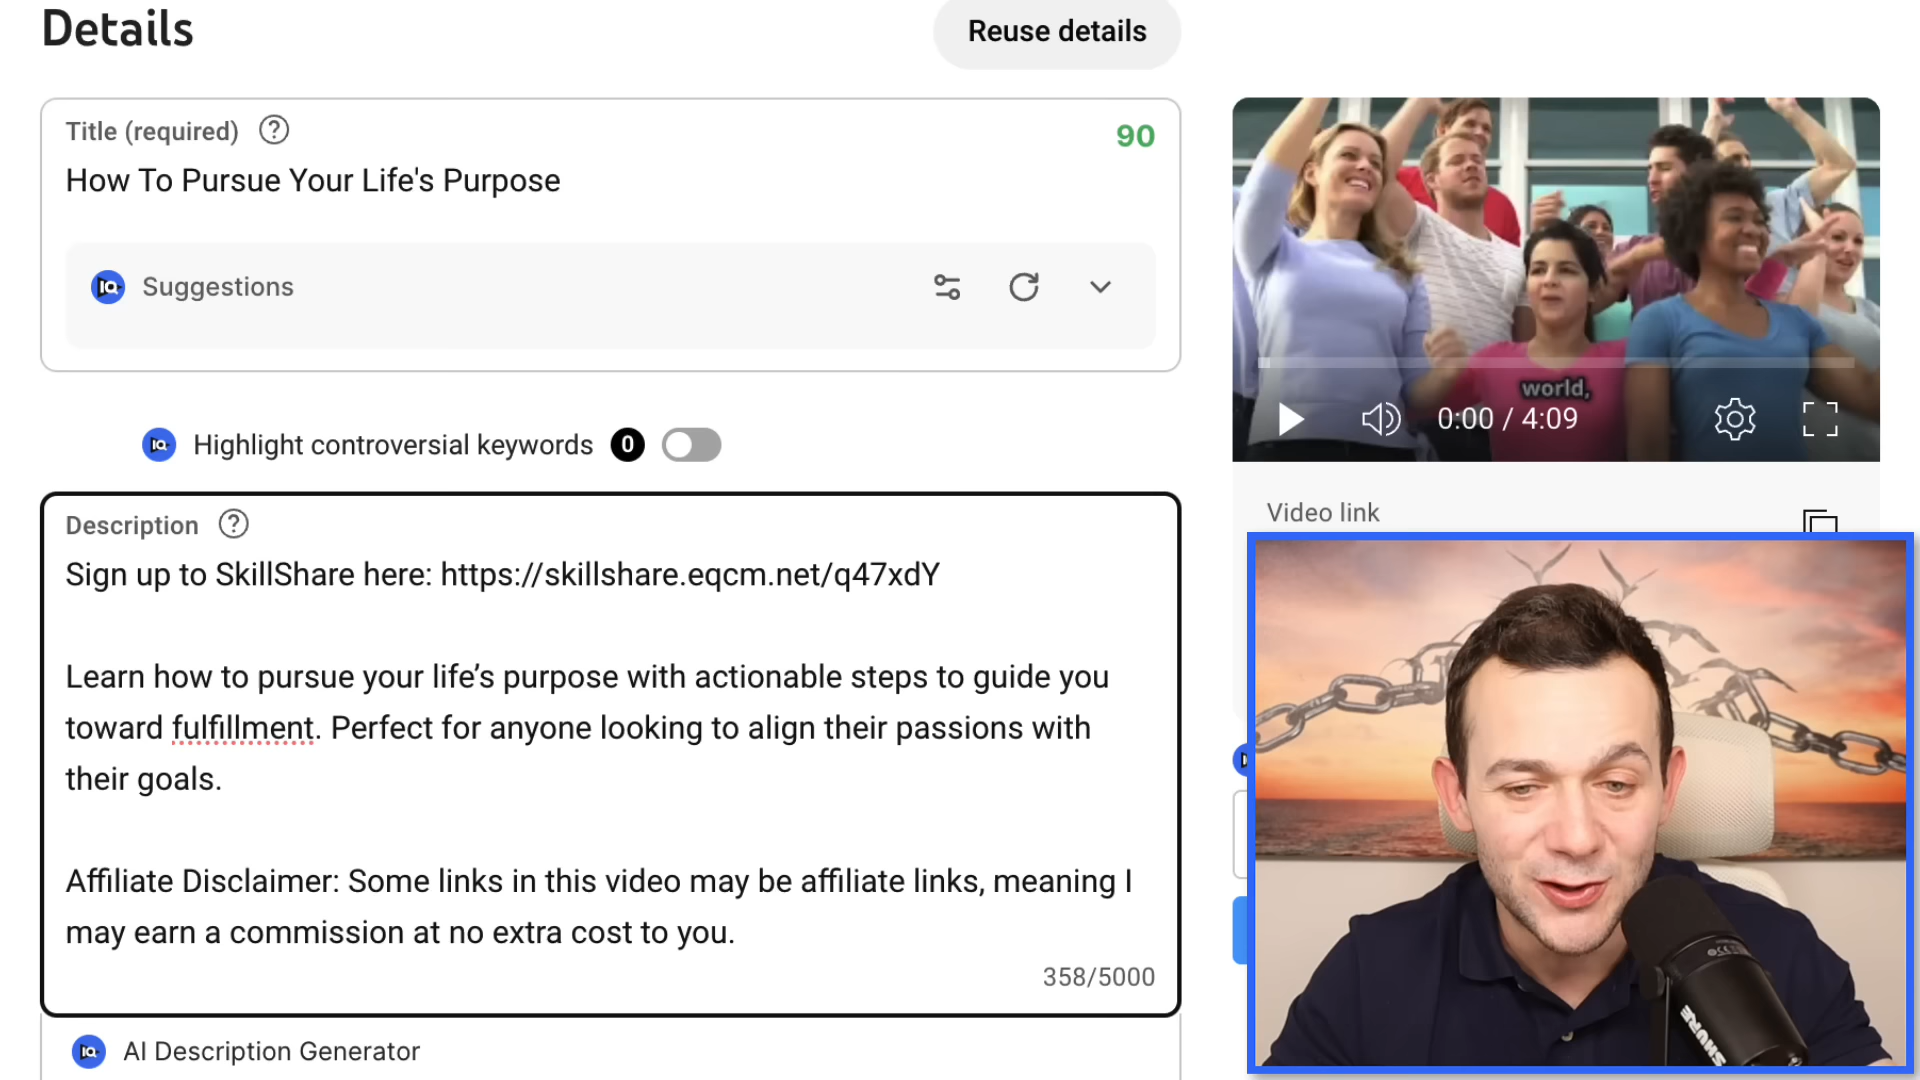 Details
Reuse details
Title (required)
90
How To Pursue Your Life's Purpose
IQ
Suggestions
IQ
Highlight controversial keywords 0
world,
0:00 / 4:09
Video link
Description
Sign up to SkillShare here: https://skillshare.eqcm.net/q47xdY
Learn how to pursue your life’s purpose with actionable steps to guide you
toward fulfillment. Perfect for anyone looking to align their passions with
their goals.
Affiliate Disclaimer: Some links in this video may be affiliate links, meaning I
may earn a commission at no extra cost to you.
358/5000
IQ
AI Description Generator
SHURE